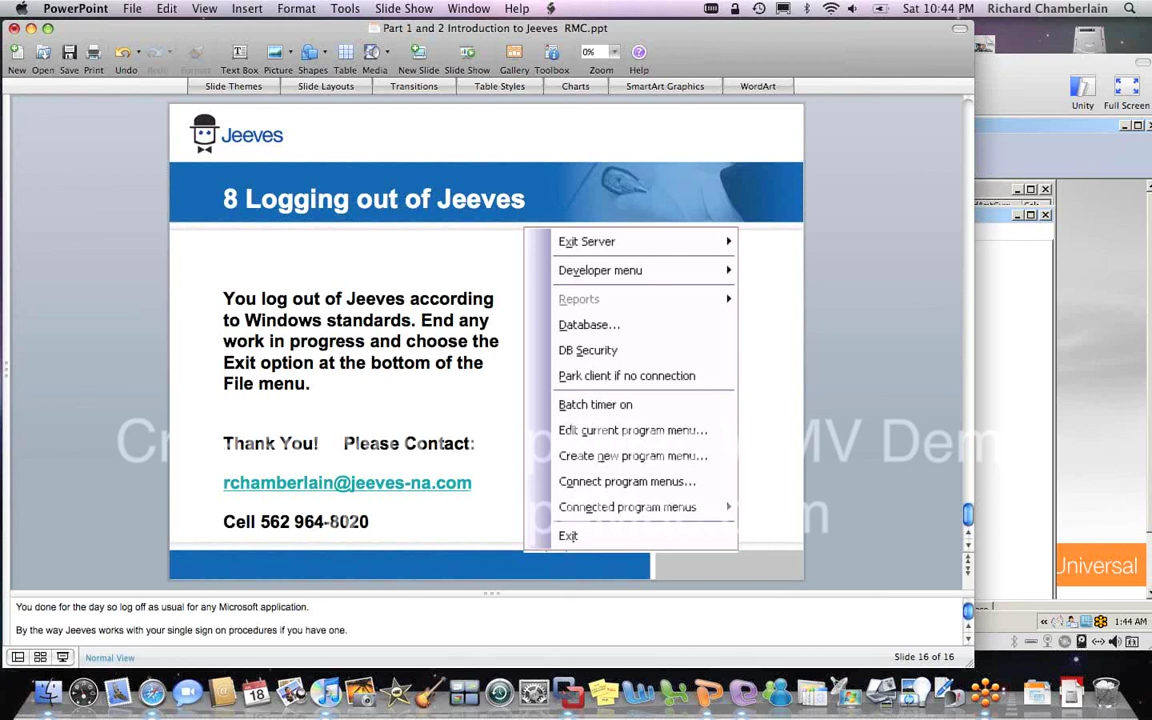 PowerPoint File Edit View Insert Format Tools Slide Show Window Help
Sat 10:44 PM Richard Chamberlain
Part 1 and 2 Introduction to Jeeves RMC.ppt
0%
New Open Save Print Undo Redo Format Text Box Picture Shapes Table Media New Slide Slide Show Gallery Toolbox Zoom Help
Unity Full Screen
Slide Themes Slide Layouts Transitions Table Styles Charts SmartArt Graphics WordArt
Jeeves
8 Logging out of Jeeves
You log out of Jeeves according
to Windows standards. End any
work in progress and choose the
Exit option at the bottom of the
File menu.
Thank You! Please Contact:
rchamberlain@jeeves-na.com
Cell 562 964-8020
Exit Server
Developer menu
Reports
Database...
DB Security
Park client if no connection
Batch timer on
Edit current program menu...
Create new program menu...
Connect program menus...
Connected program menus
Exit
MV Dem
Universal
You done for the day so log off as usual for any Microsoft application.
By the way Jeeves works with your single sign on procedures if you have one.
1:44 AM
Normal View
Slide 16 of 16
18